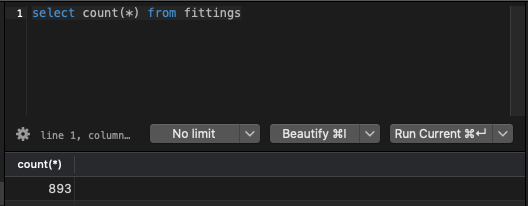 1 select count(*) from fittings
line 1, column… No limit Beautify ⌘I Run Current ⌘↵
count(*)
893